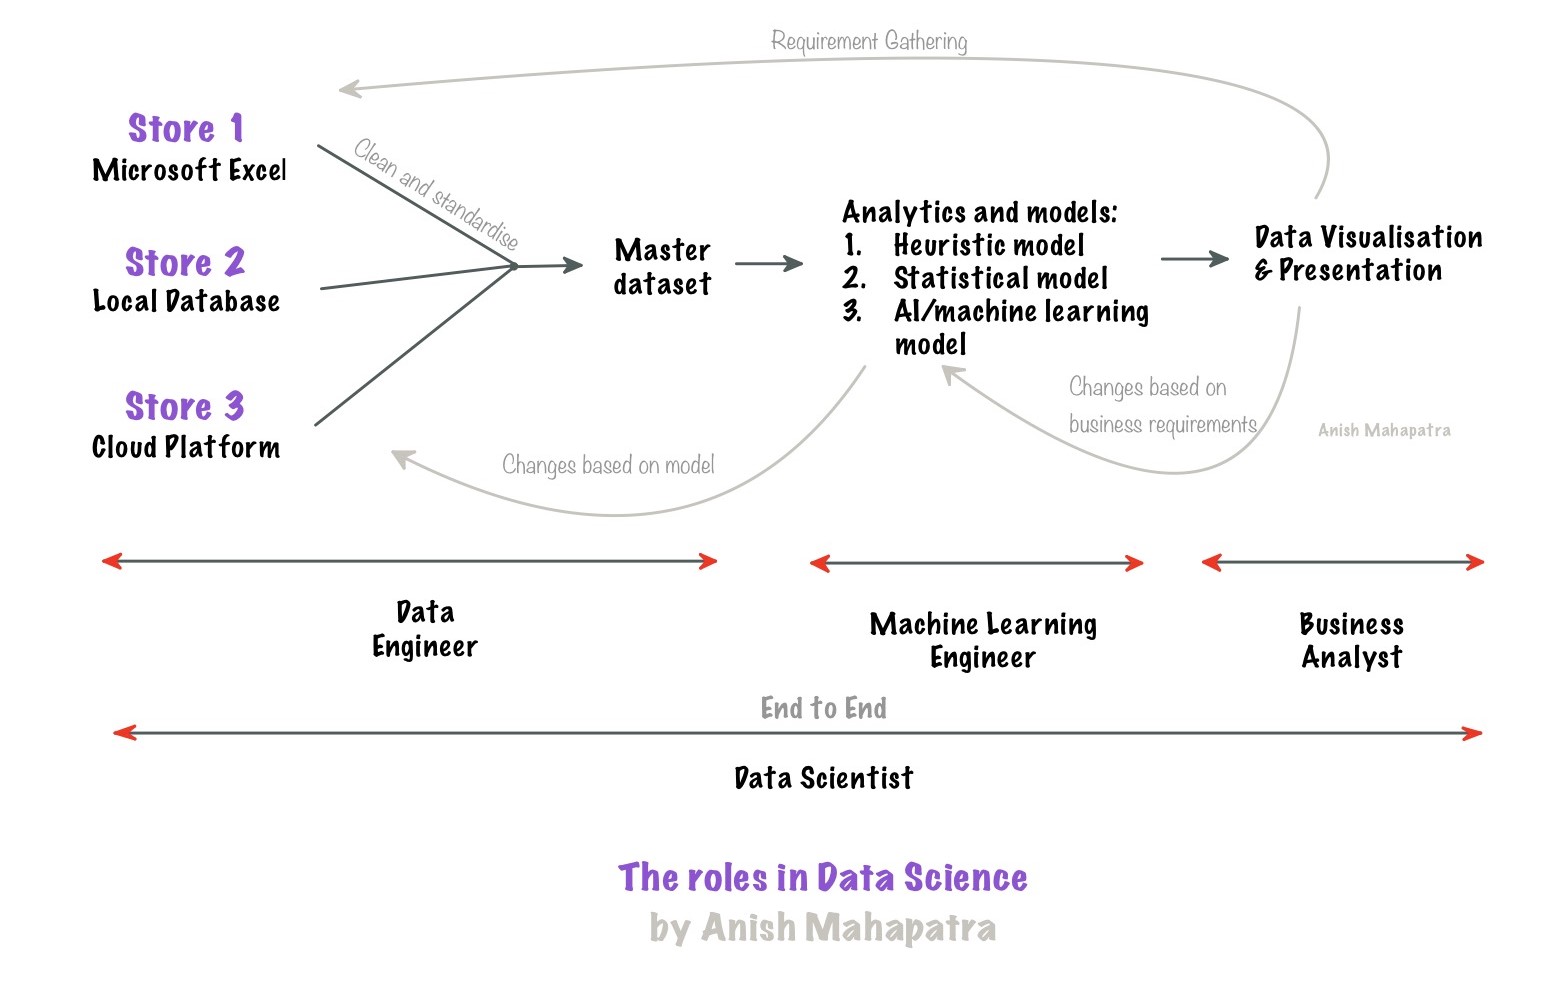 Requirement Gathering
Store 1
Microsoft Excel
Clean and standardise
Store 2
Local Database
Store 3
Cloud Platform
Master
dataset
Analytics and models:
1. Heuristic model
2. Statistical model
3. AI/machine learning
model
Data Visualisation
& Presentation
Changes based on
business requirements
Anish Mahapatra
Changes based on model
Data
Engineer
Machine Learning
Engineer
Business
Analyst
End to End
Data Scientist
The roles in Data Science
by Anish Mahapatra